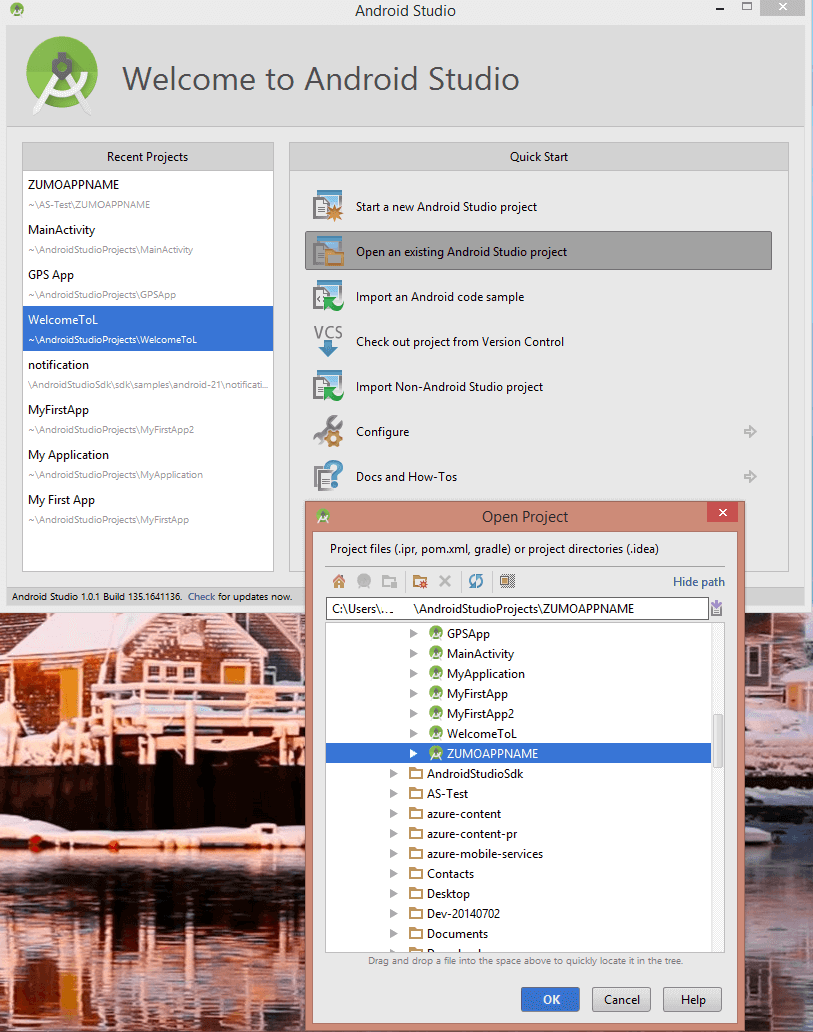 Android Studio
Welcome to Android Studio
Recent Projects
ZUMOAPPNAME
~\AS-Test\ZUMOAPPNAME
MainActivity
~\AndroidStudioProjects\MainActivity
GPS App
~\AndroidStudioProjects\GPSApp
WelcomeToL
~\AndroidStudioProjects\WelcomeToL
notification
\AndroidStudioSdk\sdk\samples\android-21\notificati...
MyFirstApp
~\AndroidStudioProjects\MyFirstApp2
My Application
~\AndroidStudioProjects\MyApplication
My First App
~\AndroidStudioProjects\MyFirstApp
Quick Start
Start a new Android Studio project
Open an existing Android Studio project
Import an Android code sample
VCS
Check out project from Version Control
Import Non-Android Studio project
Configure
Docs and How-Tos
Android Studio 1.0.1 Build 135.1641136. Check for updates now.
Open Project
Project files (.ipr, pom.xml, gradle) or project directories (.idea)
Hide path
C:\Users\... \AndroidStudioProjects\ZUMOAPPNAME
GPSApp
MainActivity
MyApplication
MyFirstApp
MyFirstApp2
WelcomeToL
ZUMOAPPNAME
AndroidStudioSdk
AS-Test
azure-content
azure-content-pr
azure-mobile-services
Contacts
Desktop
Dev-20140702
Documents
Drag and drop a file into the space above to quickly locate it in the tree.
OK
Cancel
Help